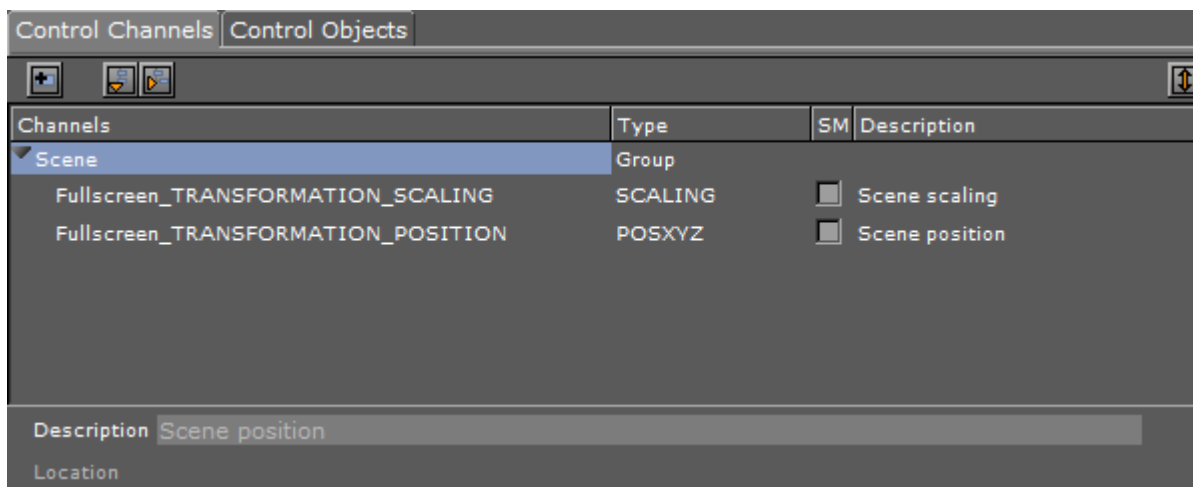 Control Channels Control Objects
Channels Type SM Description
Scene Group
Fullscreen_TRANSFORMATION_SCALING SCALING Scene scaling
Fullscreen_TRANSFORMATION_POSITION POSXYZ Scene position
Description Scene position
Location